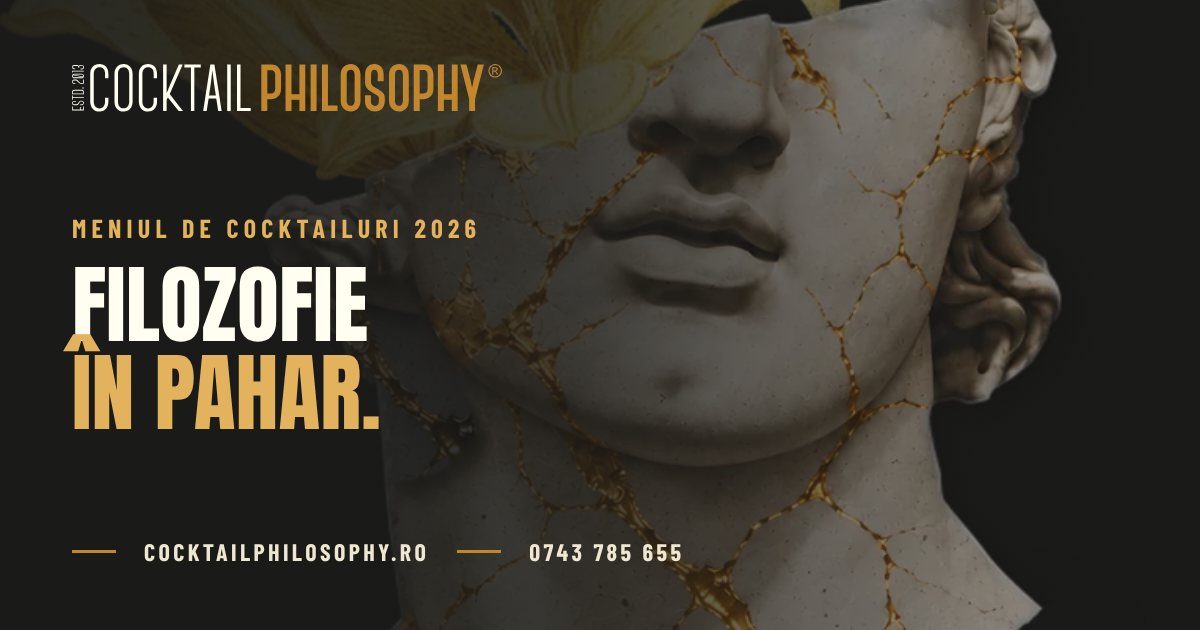 ESTD. 2013 COCKTAIL PHILOSOPHY®
MENIUL DE COCKTAILURI 2026
FILOZOFIE
ÎN PAHAR.
COCKTAILPHILOSOPHY.RO 0743 785 655